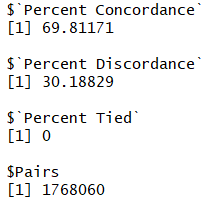 $`Percent Concordance`
[1] 69.81171
$`Percent Discordance`
[1] 30.18829
$`Percent Tied`
[1] 0
$Pairs
[1] 1768060